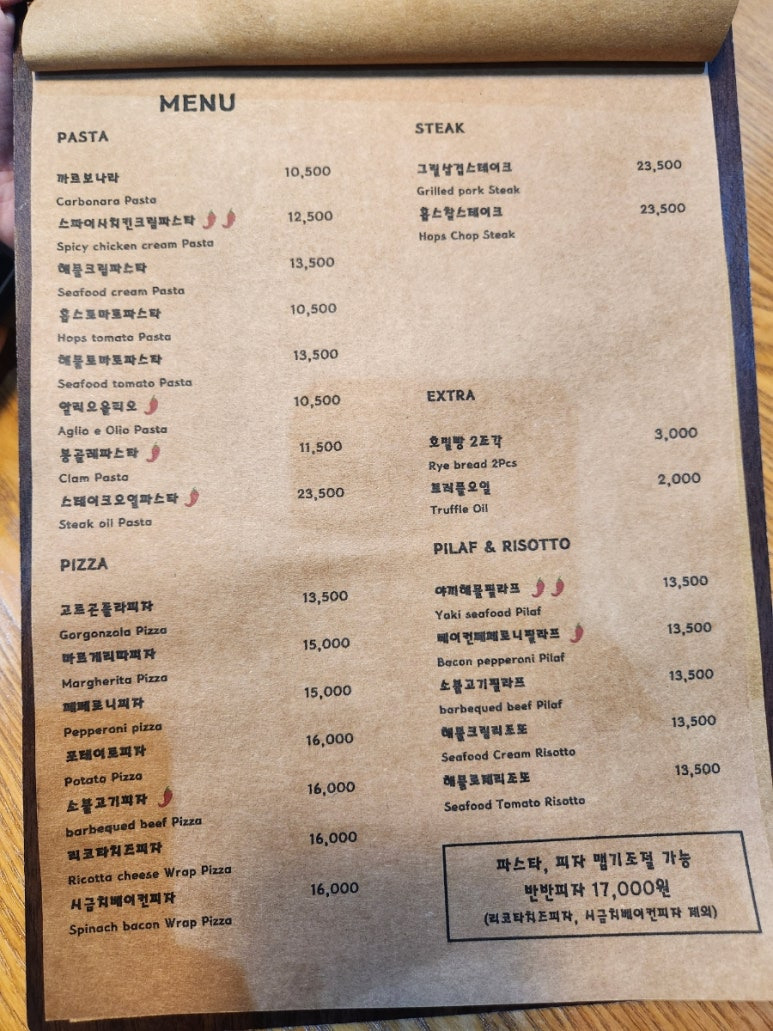 MENU
PASTA
까르보나라 10,500
Carbonara Pasta
스파이시치킨크림파스타 12,500
Spicy chicken cream Pasta
해물크림파스타 13,500
Seafood cream Pasta
홉스토마토파스타 10,500
Hops tomato Pasta
해물토마토파스타 13,500
Seafood tomato Pasta
알리오올리오 10,500
Aglio e Olio Pasta
봉골레파스타 11,500
Clam Pasta
스테이크오일파스타 23,500
Steak oil Pasta
PIZZA
고르곤졸라피자 13,500
Gorgonzola Pizza
마르게리따피자 15,000
Margherita Pizza
페페로니피자 15,000
Pepperoni pizza
포테이토피자 16,000
Potato Pizza
소불고기피자 16,000
barbequed beef Pizza
리코타치즈피자 16,000
Ricotta cheese Wrap Pizza
시금치베이컨피자 16,000
Spinach bacon Wrap Pizza
STEAK
그릴삼겹스테이크 23,500
Grilled pork Steak
홉스찹스테이크 23,500
Hops Chop Steak
EXTRA
호밀빵 2조각 3,000
Rye bread 2Pcs
트러플오일 2,000
Truffle Oil
PILAF & RISOTTO
야끼해물필라프 13,500
Yaki seafood Pilaf
베이컨페페로니필라프 13,500
Bacon pepperoni Pilaf
소불고기필라프 13,500
barbequed beef Pilaf
해물크림리조또 13,500
Seafood Cream Risotto
해물로제리조또 13,500
Seafood Tomato Risotto
파스타, 피자 맵기조절 가능
반반피자 17,000원
(리코타치즈피자, 시금치베이컨피자 제외)